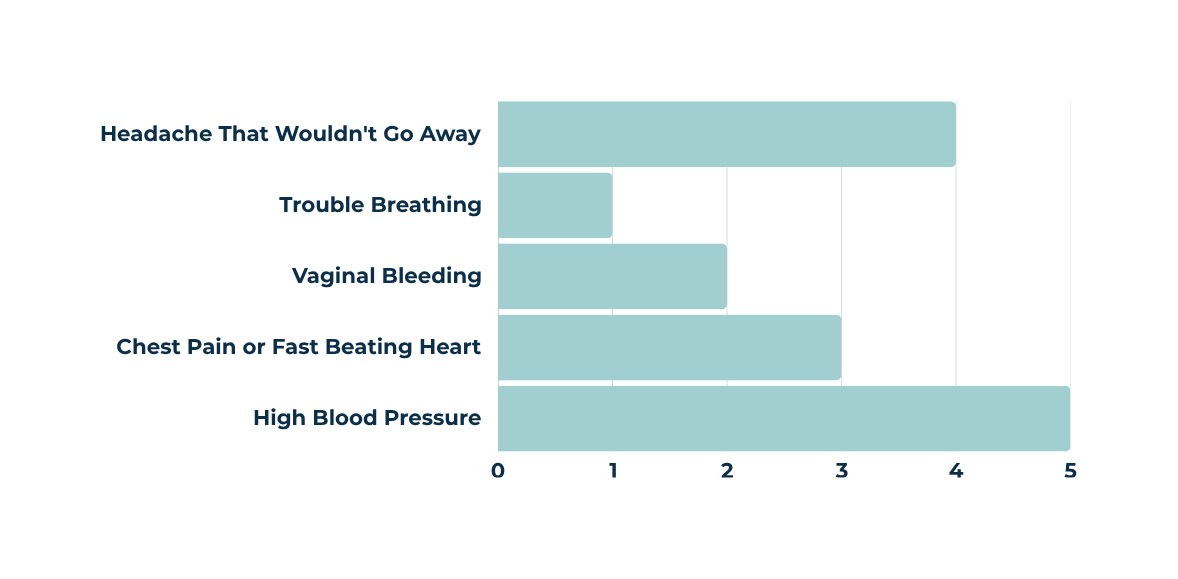 Headache That Wouldn't Go Away
Trouble Breathing
Vaginal Bleeding
Chest Pain or Fast Beating Heart
High Blood Pressure
0 1 2 3 4 5